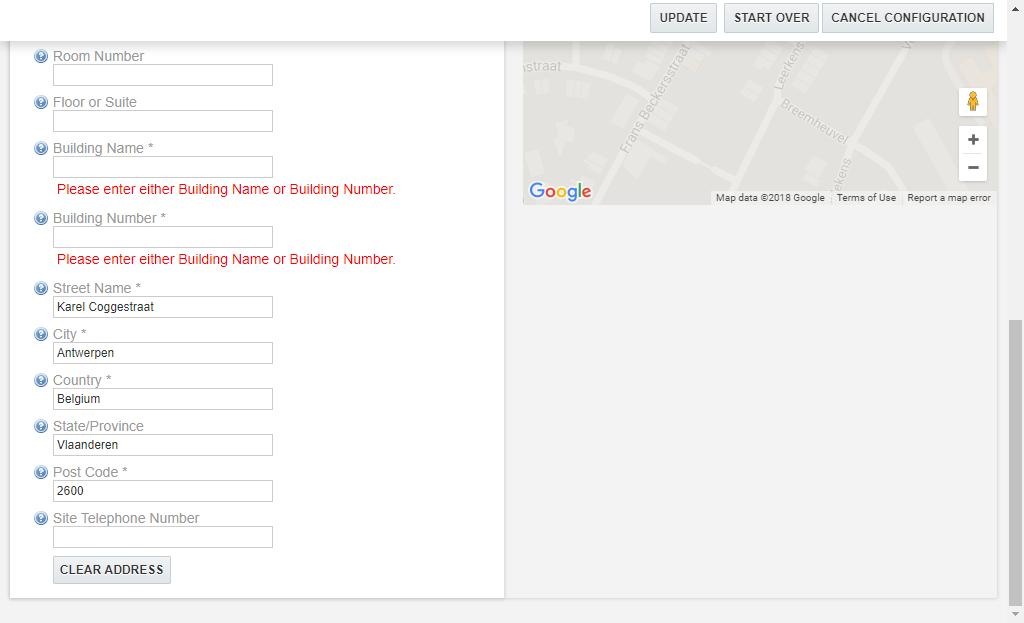 UPDATE
START OVER
CANCEL CONFIGURATION
Room Number
Floor or Suite
Building Name *
Please enter either Building Name or Building Number.
Building Number *
Please enter either Building Name or Building Number.
Street Name *
Karel Coggestraat
City *
Antwerpen
Country *
Belgium
State/Province
Vlaanderen
Post Code *
2600
Site Telephone Number
CLEAR ADDRESS
Frans Beckersstraat
Breemheuvel
Google
Map data ©2018 Google
Terms of Use
Report a map error